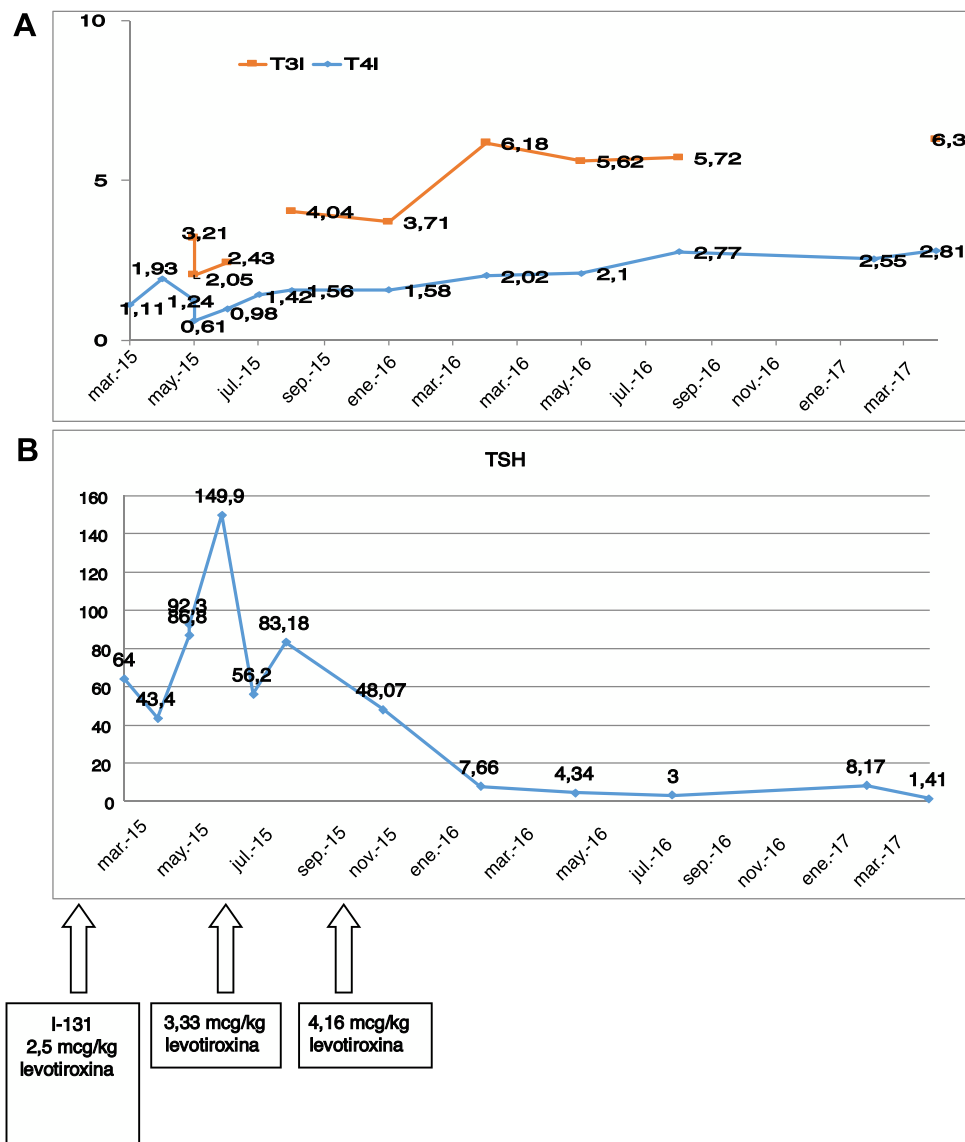 A
10
T3I T4I
6,18
6,3
5,62
5,72
5
4,04
3,71
3,21
2,43
2,05
1,93
2,77
2,55
2,81
2,02
2,1
1,11
1,24
1,42
1,56
1,58
0,61
0,98
0
mar.-15
may.-15
jul.-15
sep.-15
ene.-16
mar.-16
mar.-16
may.-16
jul.-16
sep.-16
nov.-16
ene.-17
mar.-17
B
TSH
160
140
120
100
80
60
40
20
0
64
43,4
92,3
86,8
149,9
56,2
83,18
48,07
7,66
4,34
3
8,17
1,41
mar.-15
may.-15
jul.-15
sep.-15
nov.-15
ene.-16
mar.-16
may.-16
jul.-16
sep.-16
nov.-16
ene.-17
mar.-17
I-131
2,5 mcg/kg
levotiroxina
3,33 mcg/kg
levotiroxina
4,16 mcg/kg
levotiroxina